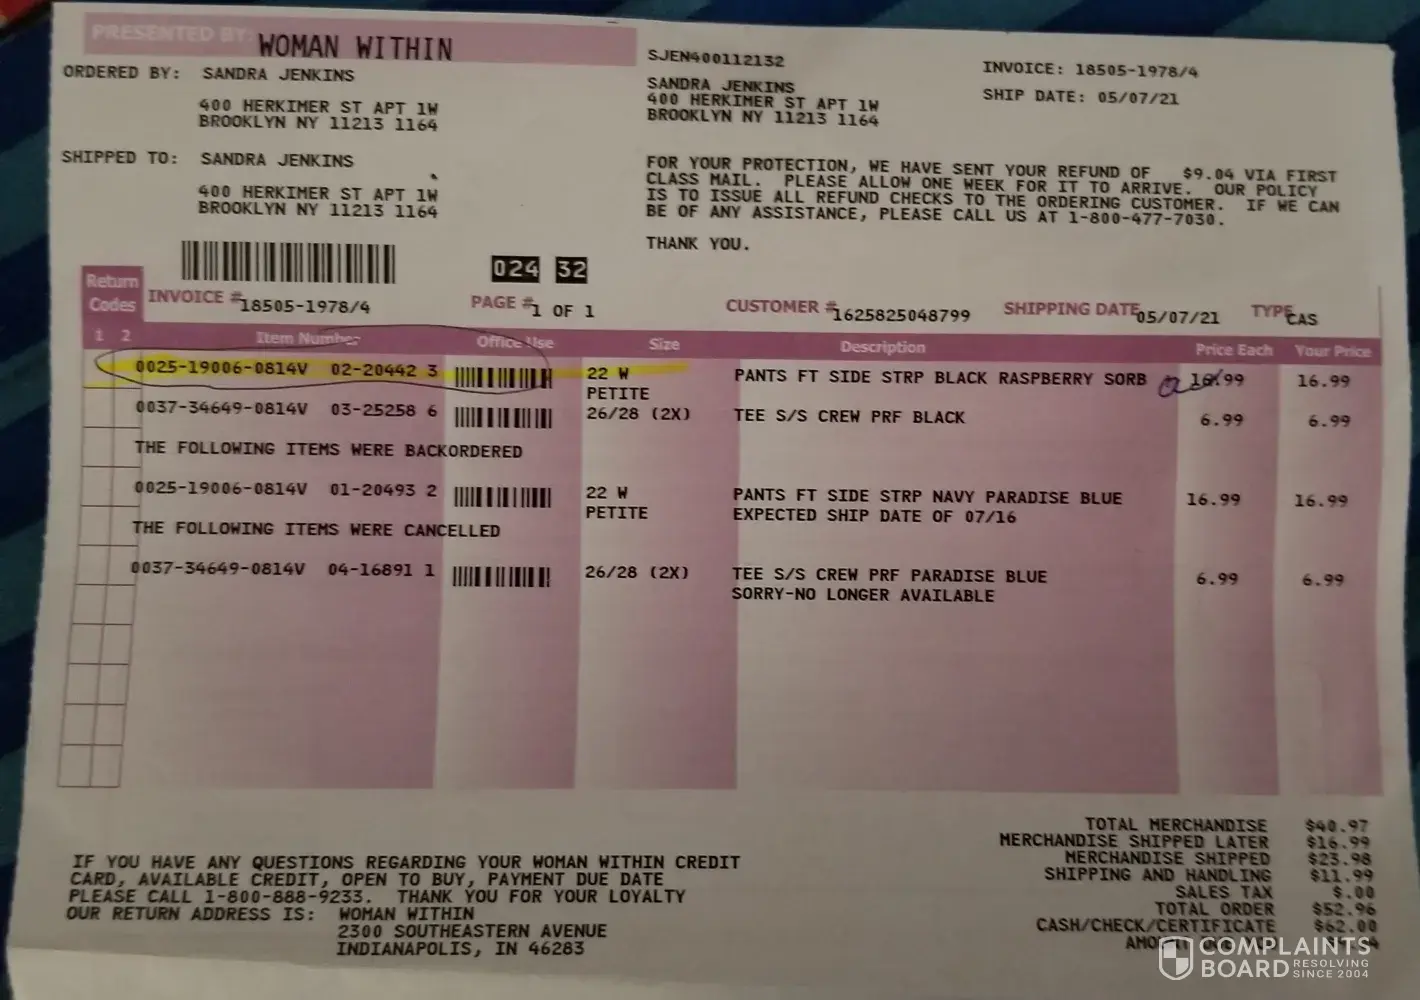 PRESENTED BY: WOMAN WITHIN
ORDERED BY: SANDRA JENKINS
400 HERKIMER ST APT 1W
BROOKLYN NY 11213 1164
SHIPPED TO: SANDRA JENKINS
400 HERKIMER ST APT 1W
BROOKLYN NY 11213 1164
SJEN400112132
SANDRA JENKINS
400 HERKIMER ST APT 1W
BROOKLYN NY 11213 1164
INVOICE: 18505-1978/4
SHIP DATE: 05/07/21
FOR YOUR PROTECTION, WE HAVE SENT YOUR REFUND OF $9.04 VIA FIRST
CLASS MAIL. PLEASE ALLOW ONE WEEK FOR IT TO ARRIVE. OUR POLICY
IS TO ISSUE ALL REFUND CHECKS TO THE ORDERING CUSTOMER. IF WE CAN
BE OF ANY ASSISTANCE, PLEASE CALL US AT 1-800-477-7030.
THANK YOU.
024 32
Return
Codes
1 2
INVOICE # 18505-1978/4 PAGE # 1 OF 1 CUSTOMER # 1625825048799 SHIPPING DATE 05/07/21 TYPE CAS
Item Number Office Use Size Description Price Each Your Price
0025-19006-0814V 02-20442 3 22 W PANTS FT SIDE STRP BLACK RASPBERRY SORB 16.99 16.99
PETITE
0037-34649-0814V 03-25258 6 26/28 (2X) TEE S/S CREW PRF BLACK 6.99 6.99
THE FOLLOWING ITEMS WERE BACKORDERED
0025-19006-0814V 01-20493 2 22 W PANTS FT SIDE STRP NAVY PARADISE BLUE 16.99 16.99
PETITE EXPECTED SHIP DATE OF 07/16
THE FOLLOWING ITEMS WERE CANCELLED
0037-34649-0814V 04-16891 1 26/28 (2X) TEE S/S CREW PRF PARADISE BLUE 6.99 6.99
SORRY-NO LONGER AVAILABLE
TOTAL MERCHANDISE $40.97
MERCHANDISE SHIPPED LATER $16.99
MERCHANDISE SHIPPED $23.98
SHIPPING AND HANDLING $11.99
SALES TAX $.00
TOTAL ORDER $52.96
CASH/CHECK/CERTIFICATE $62.00
IF YOU HAVE ANY QUESTIONS REGARDING YOUR WOMAN WITHIN CREDIT
CARD, AVAILABLE CREDIT, OPEN TO BUY, PAYMENT DUE DATE
PLEASE CALL 1-800-888-9233. THANK YOU FOR YOUR LOYALTY
OUR RETURN ADDRESS IS: WOMAN WITHIN
2300 SOUTHEASTERN AVENUE
INDIANAPOLIS, IN 46283
COMPLAINTS
BOARD RESOLVING
SINCE 2004